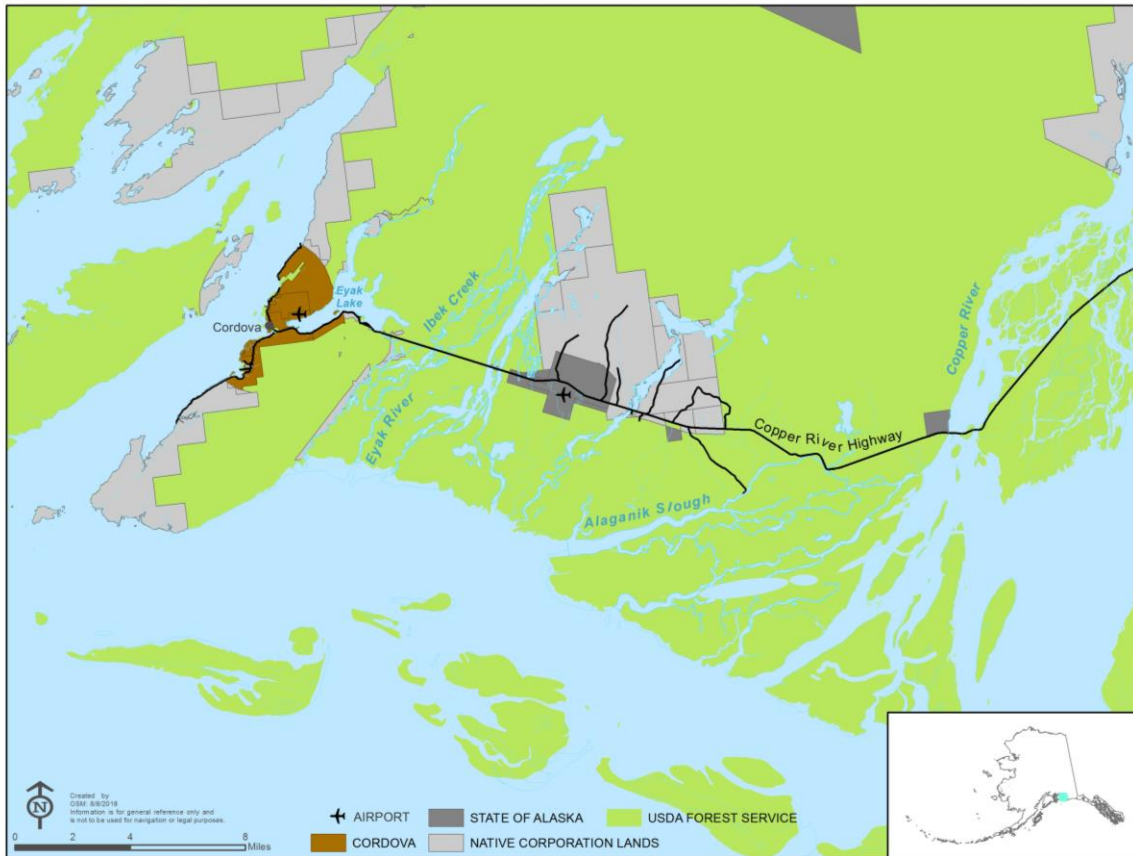 Eyak
Lake
Cordova
Ibek Creek
Eyak River
Copper River
Copper River Highway
Alaganik Slough
N
Created by
OSM: 8/8/2018
Information is for general reference only and
is not to be used for navigation or legal purposes.
0 2 4 8
Miles
AIRPORT
STATE OF ALASKA
USDA FOREST SERVICE
CORDOVA
NATIVE CORPORATION LANDS